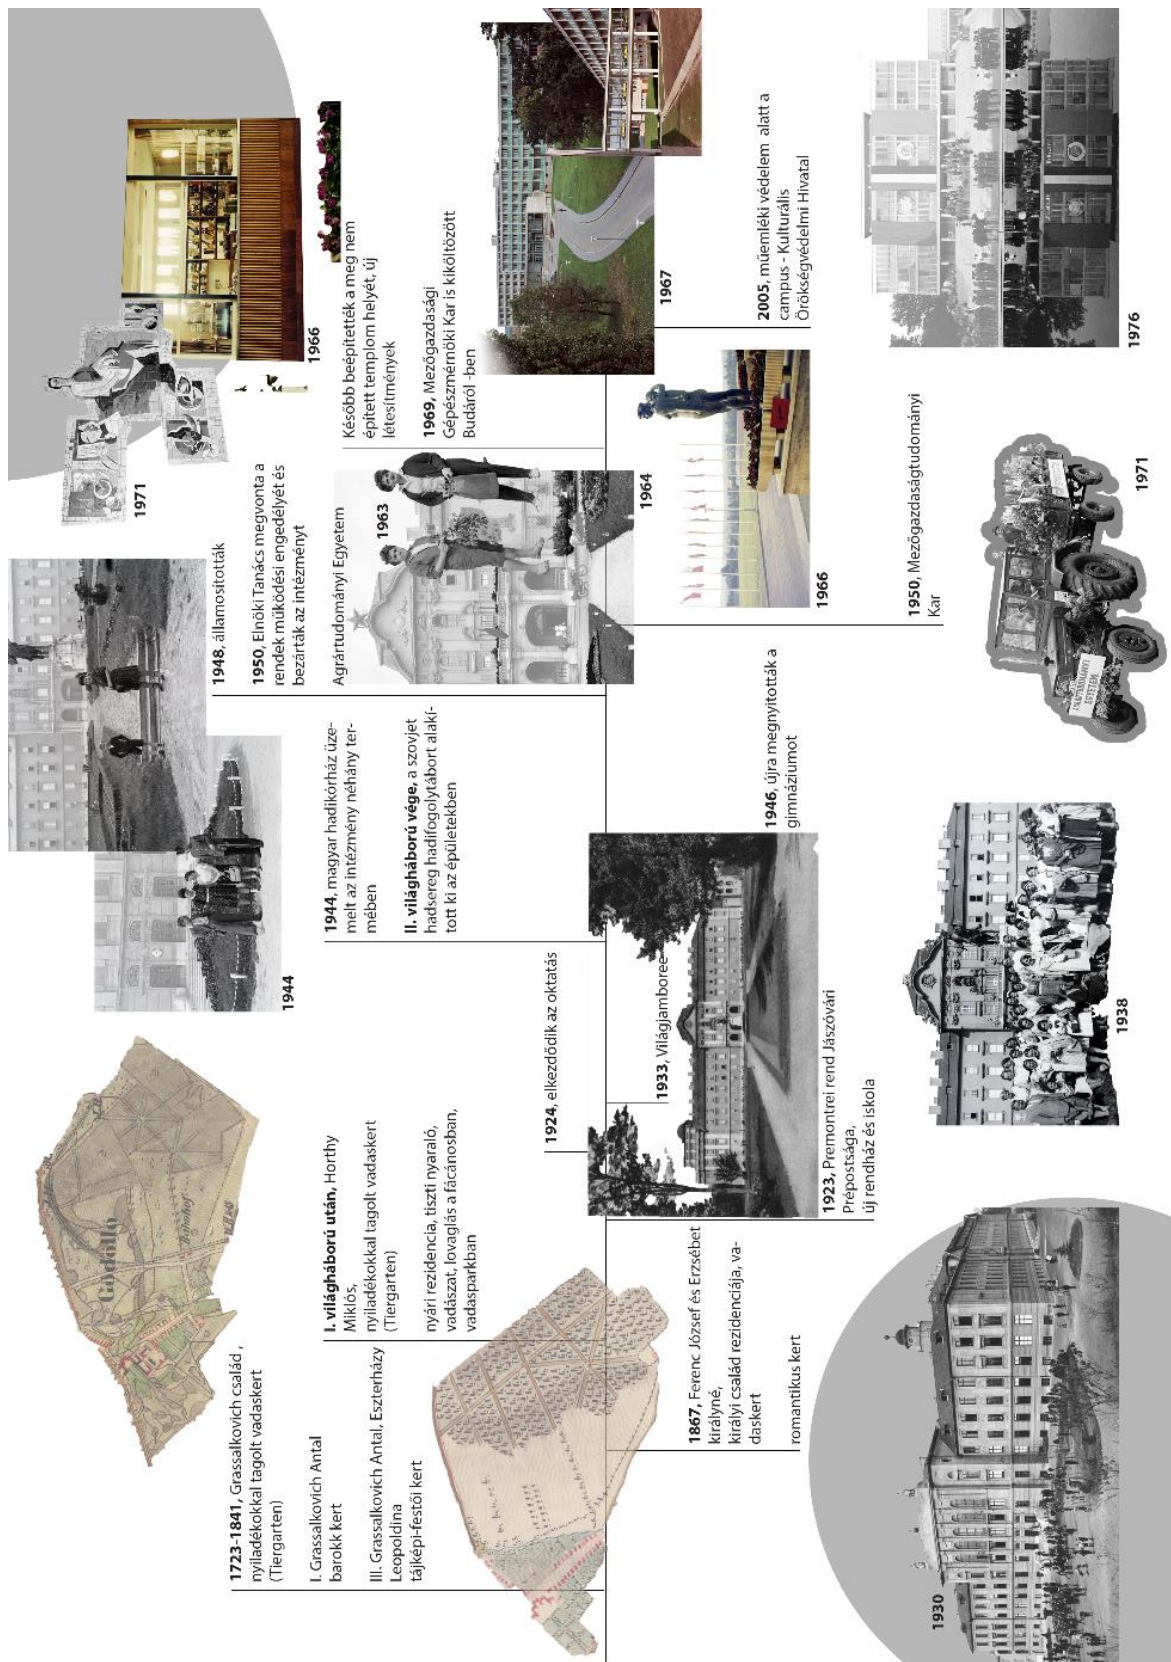 1723-1841, Grassalkovich család ,
nyiladékokkal tagolt vadaskert
(Tiergarten)
I. Grassalkovich Antal
barokk kert
III. Grassalkovich Antal, Eszterházy
Leopoldina
tájképi-festői kert
Gödöllő
Bahnhof
I. világháború után, Horthy
Miklós,
nyiladékokkal tagolt vadaskert
(Tiergarten)
nyári rezidencia, tiszti nyaraló,
vadászat, lovaglás a fácánosban,
vadasparkban
1867, Ferenc József és Erzsébet
királyné,
királyi család rezidenciája, va-
daskert
romantikus kert
1930
1924, elkezdődik az oktatás
1933, Világjamboree
1923, Premontrei rend Jászóvári
Prépostsága,
új rendház és iskola
1938
1944
1944, magyar hadikórház üze-
melt az intézmény néhány ter-
mében
II. világháború vége, a szovjet
hadsereg hadifogolytábort alakí-
tott ki az épületekben
1946, újra megnyitották a
gimnáziumot
1948, államosították
1950, Elnöki Tanács megvonta a
rendek működési engedélyét és
bezárták az intézményt
Agrártudományi Egyetem
1963
1964
1950, Mezőgazdaságtudományi
Kar
1971
EGYETEM
1971
1966
Később beépítették a meg nem
épített templom helyét, új
létesítmények
1969, Mezőgazdasági
Gépészmérnöki Kar is kiköltözött
Budáról -ben
1966
1967
2005, műemléki védelem alatt a
campus - Kulturális
Örökségvédelmi Hivatal
1976